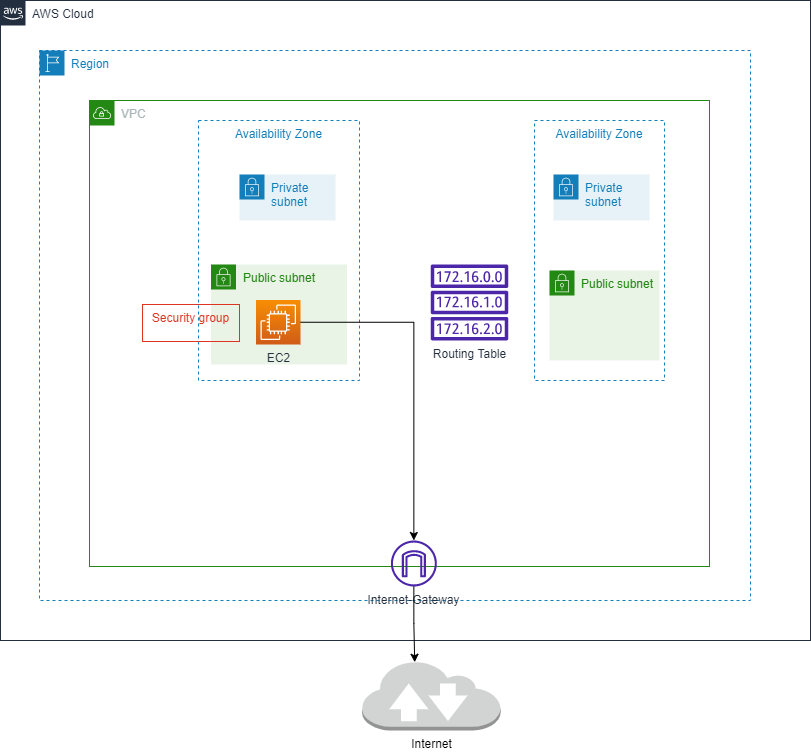 aws
AWS Cloud
Region
VPC
Availability Zone
Availability Zone
Private
subnet
Private
subnet
Public subnet
172.16.0.0
172.16.1.0
172.16.2.0
Routing Table
Public subnet
Security group
EC2
Internet Gateway
Internet